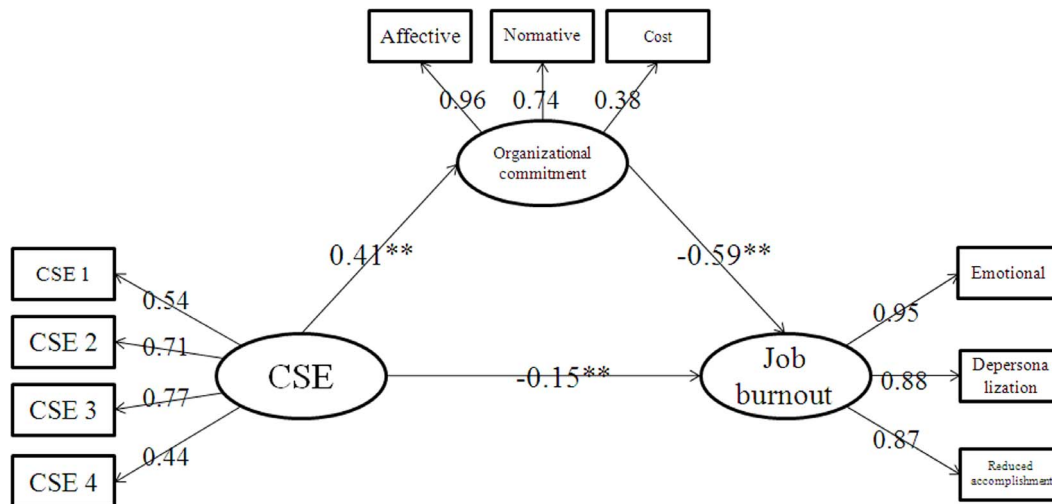 Affective
Normative
Cost
0.96
0.74
0.38
Organizational
commitment
0.41**
-0.59**
CSE 1
CSE 2
CSE 3
CSE 4
0.54
0.71
0.77
0.44
CSE
-0.15**
Job
burnout
0.95
0.88
0.87
Emotional
Depersona
lization
Reduced
accomplishment